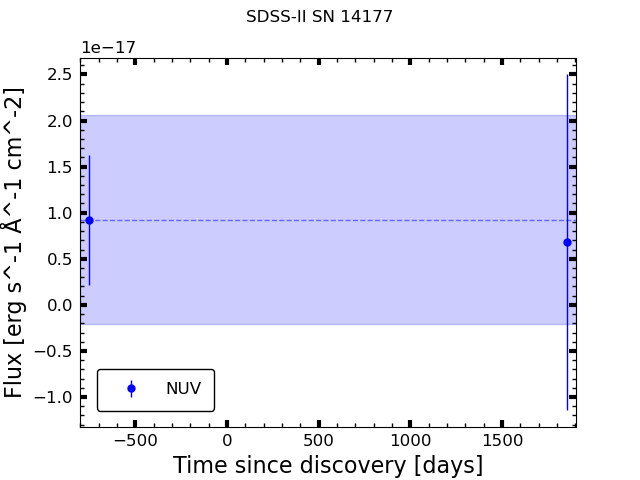 SDSS-II SN 14177
1e−17
2.5
2.0
1.5
1.0
0.5
0.0
−0.5
−1.0
Flux [erg s^-1 Å^-1 cm^-2]
NUV
−500 0 500 1000 1500
Time since discovery [days]